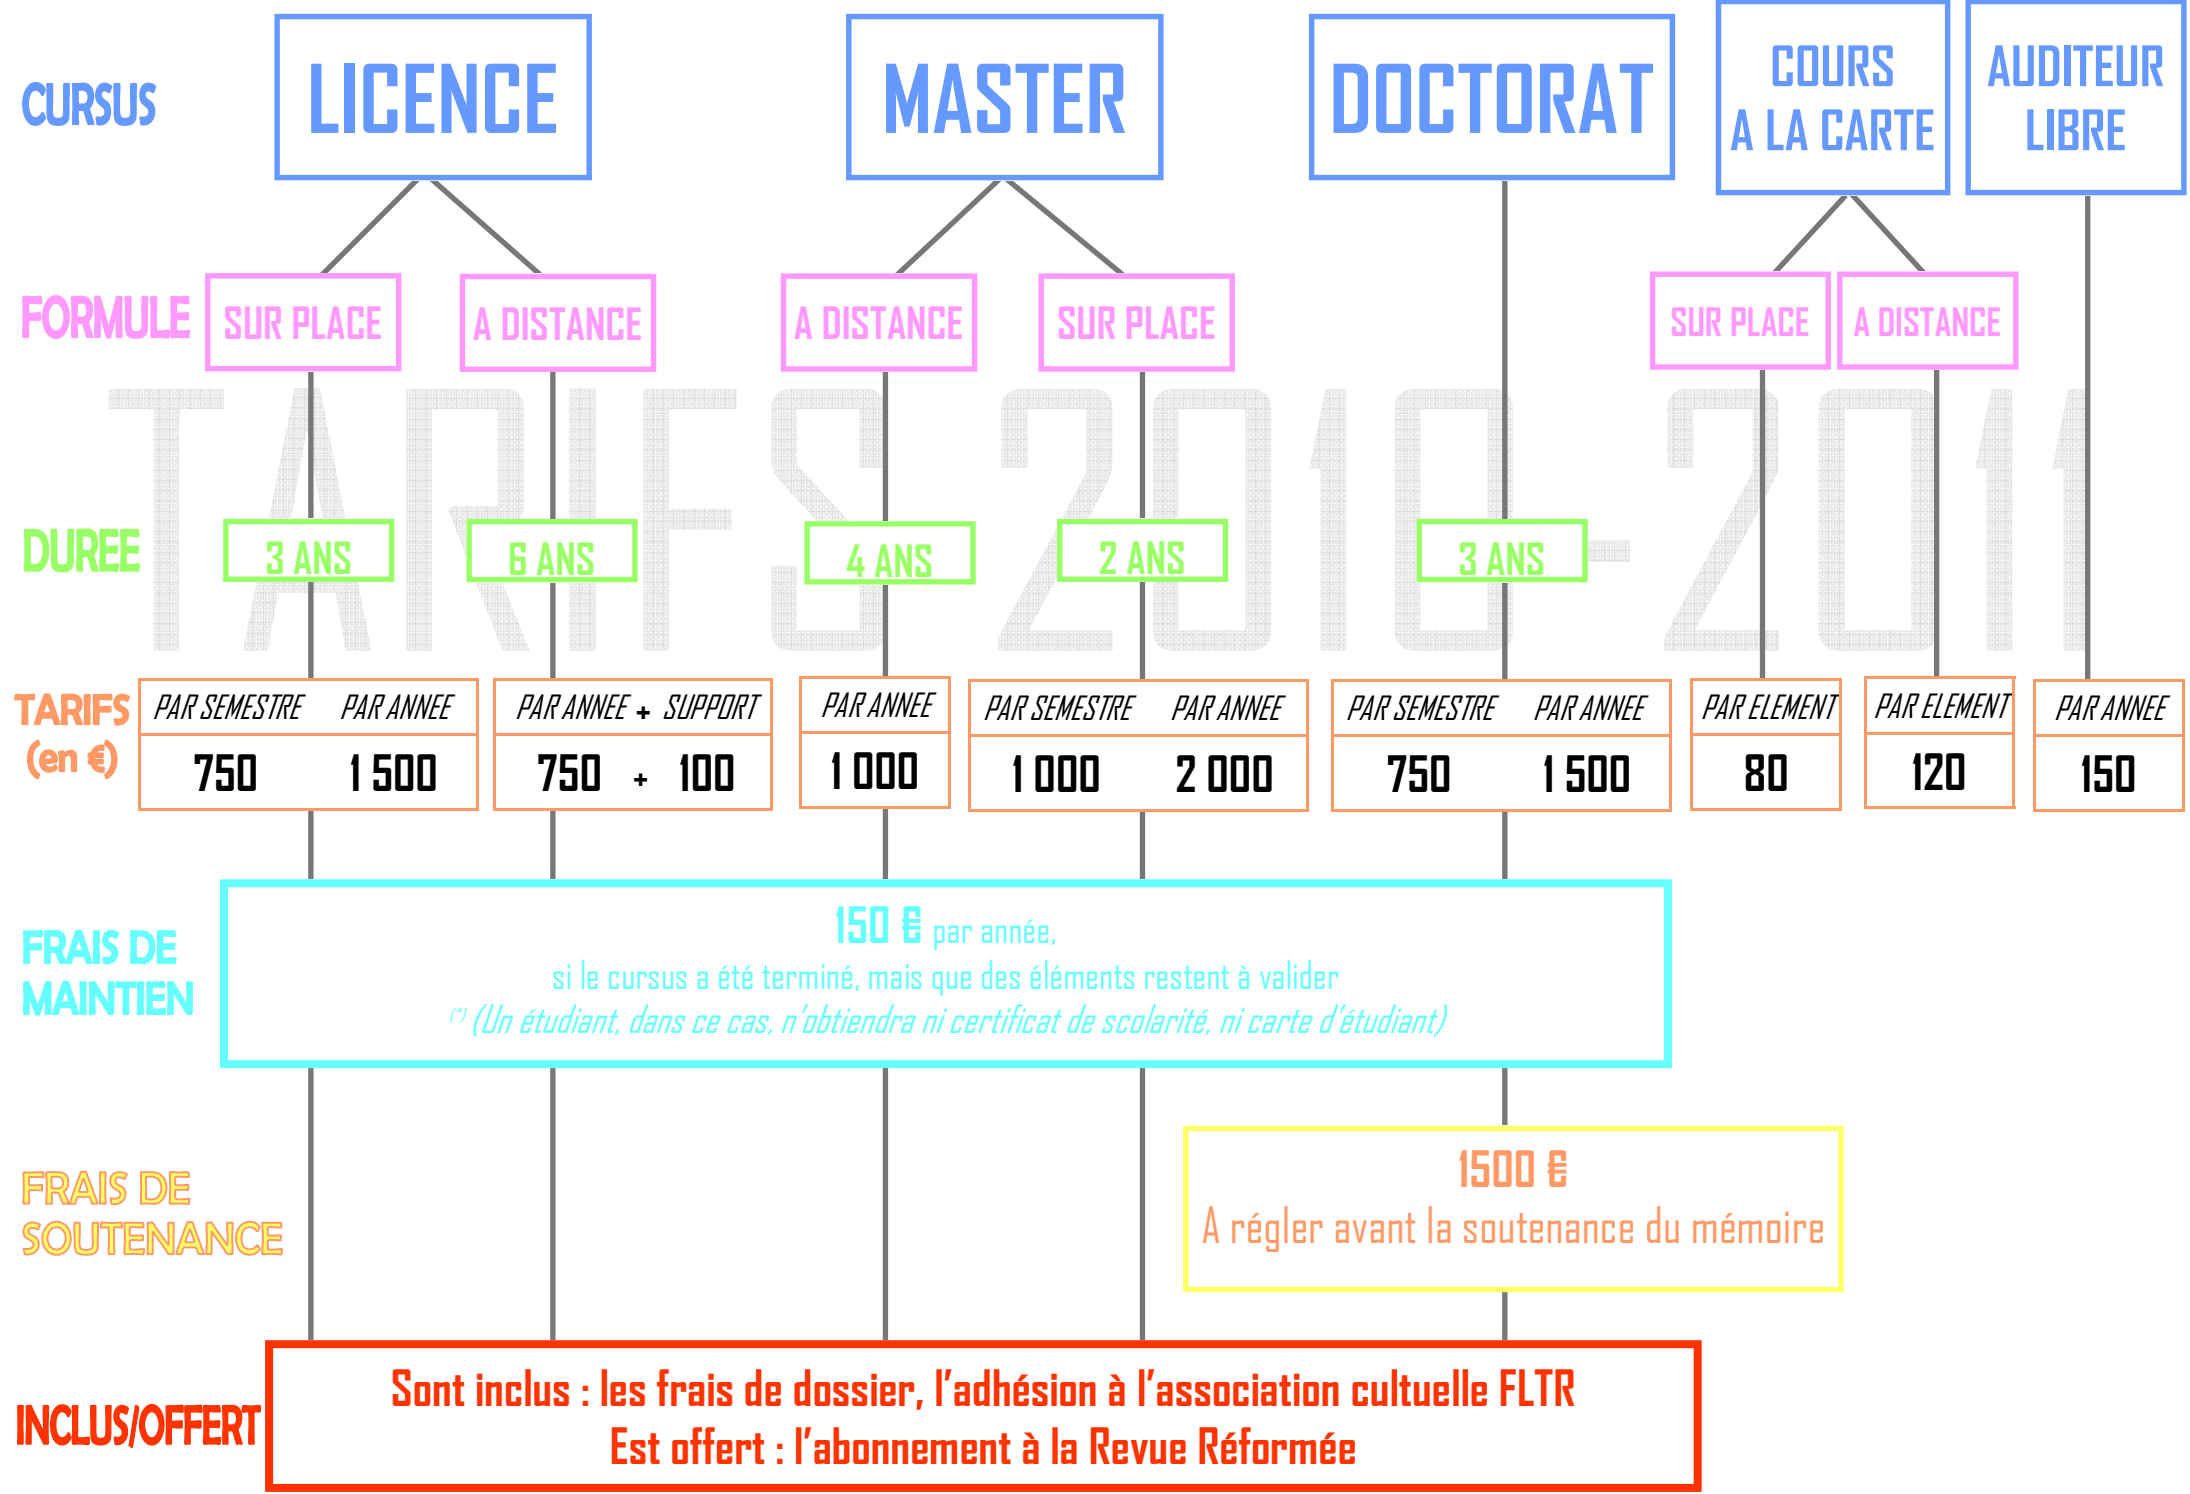 CURSUS
LICENCE
MASTER
DOCTORAT
COURS
A LA CARTE
AUDITEUR
LIBRE
FORMULE
SUR PLACE
A DISTANCE
A DISTANCE
SUR PLACE
SUR PLACE
A DISTANCE
TARIFS 2010-2011
DUREE
3 ANS
6 ANS
4 ANS
2 ANS
3 ANS
TARIFS
(en €)
PAR SEMESTRE PAR ANNEE
750 1 500
PAR ANNEE + SUPPORT
750 + 100
PAR ANNEE
1 000
PAR SEMESTRE PAR ANNEE
1 000 2 000
PAR SEMESTRE PAR ANNEE
750 1 500
PAR ELEMENT
80
PAR ELEMENT
120
PAR ANNEE
150
FRAIS DE
MAINTIEN
150 € par année,
si le cursus a été terminé, mais que des éléments restent à valider
(*) (Un étudiant, dans ce cas, n'obtiendra ni certificat de scolarité, ni carte d'étudiant)
FRAIS DE
SOUTENANCE
1500 €
A régler avant la soutenance du mémoire
INCLUS/OFFERT
Sont inclus : les frais de dossier, l'adhésion à l'association cultuelle FLTR
Est offert : l'abonnement à la Revue Réformée